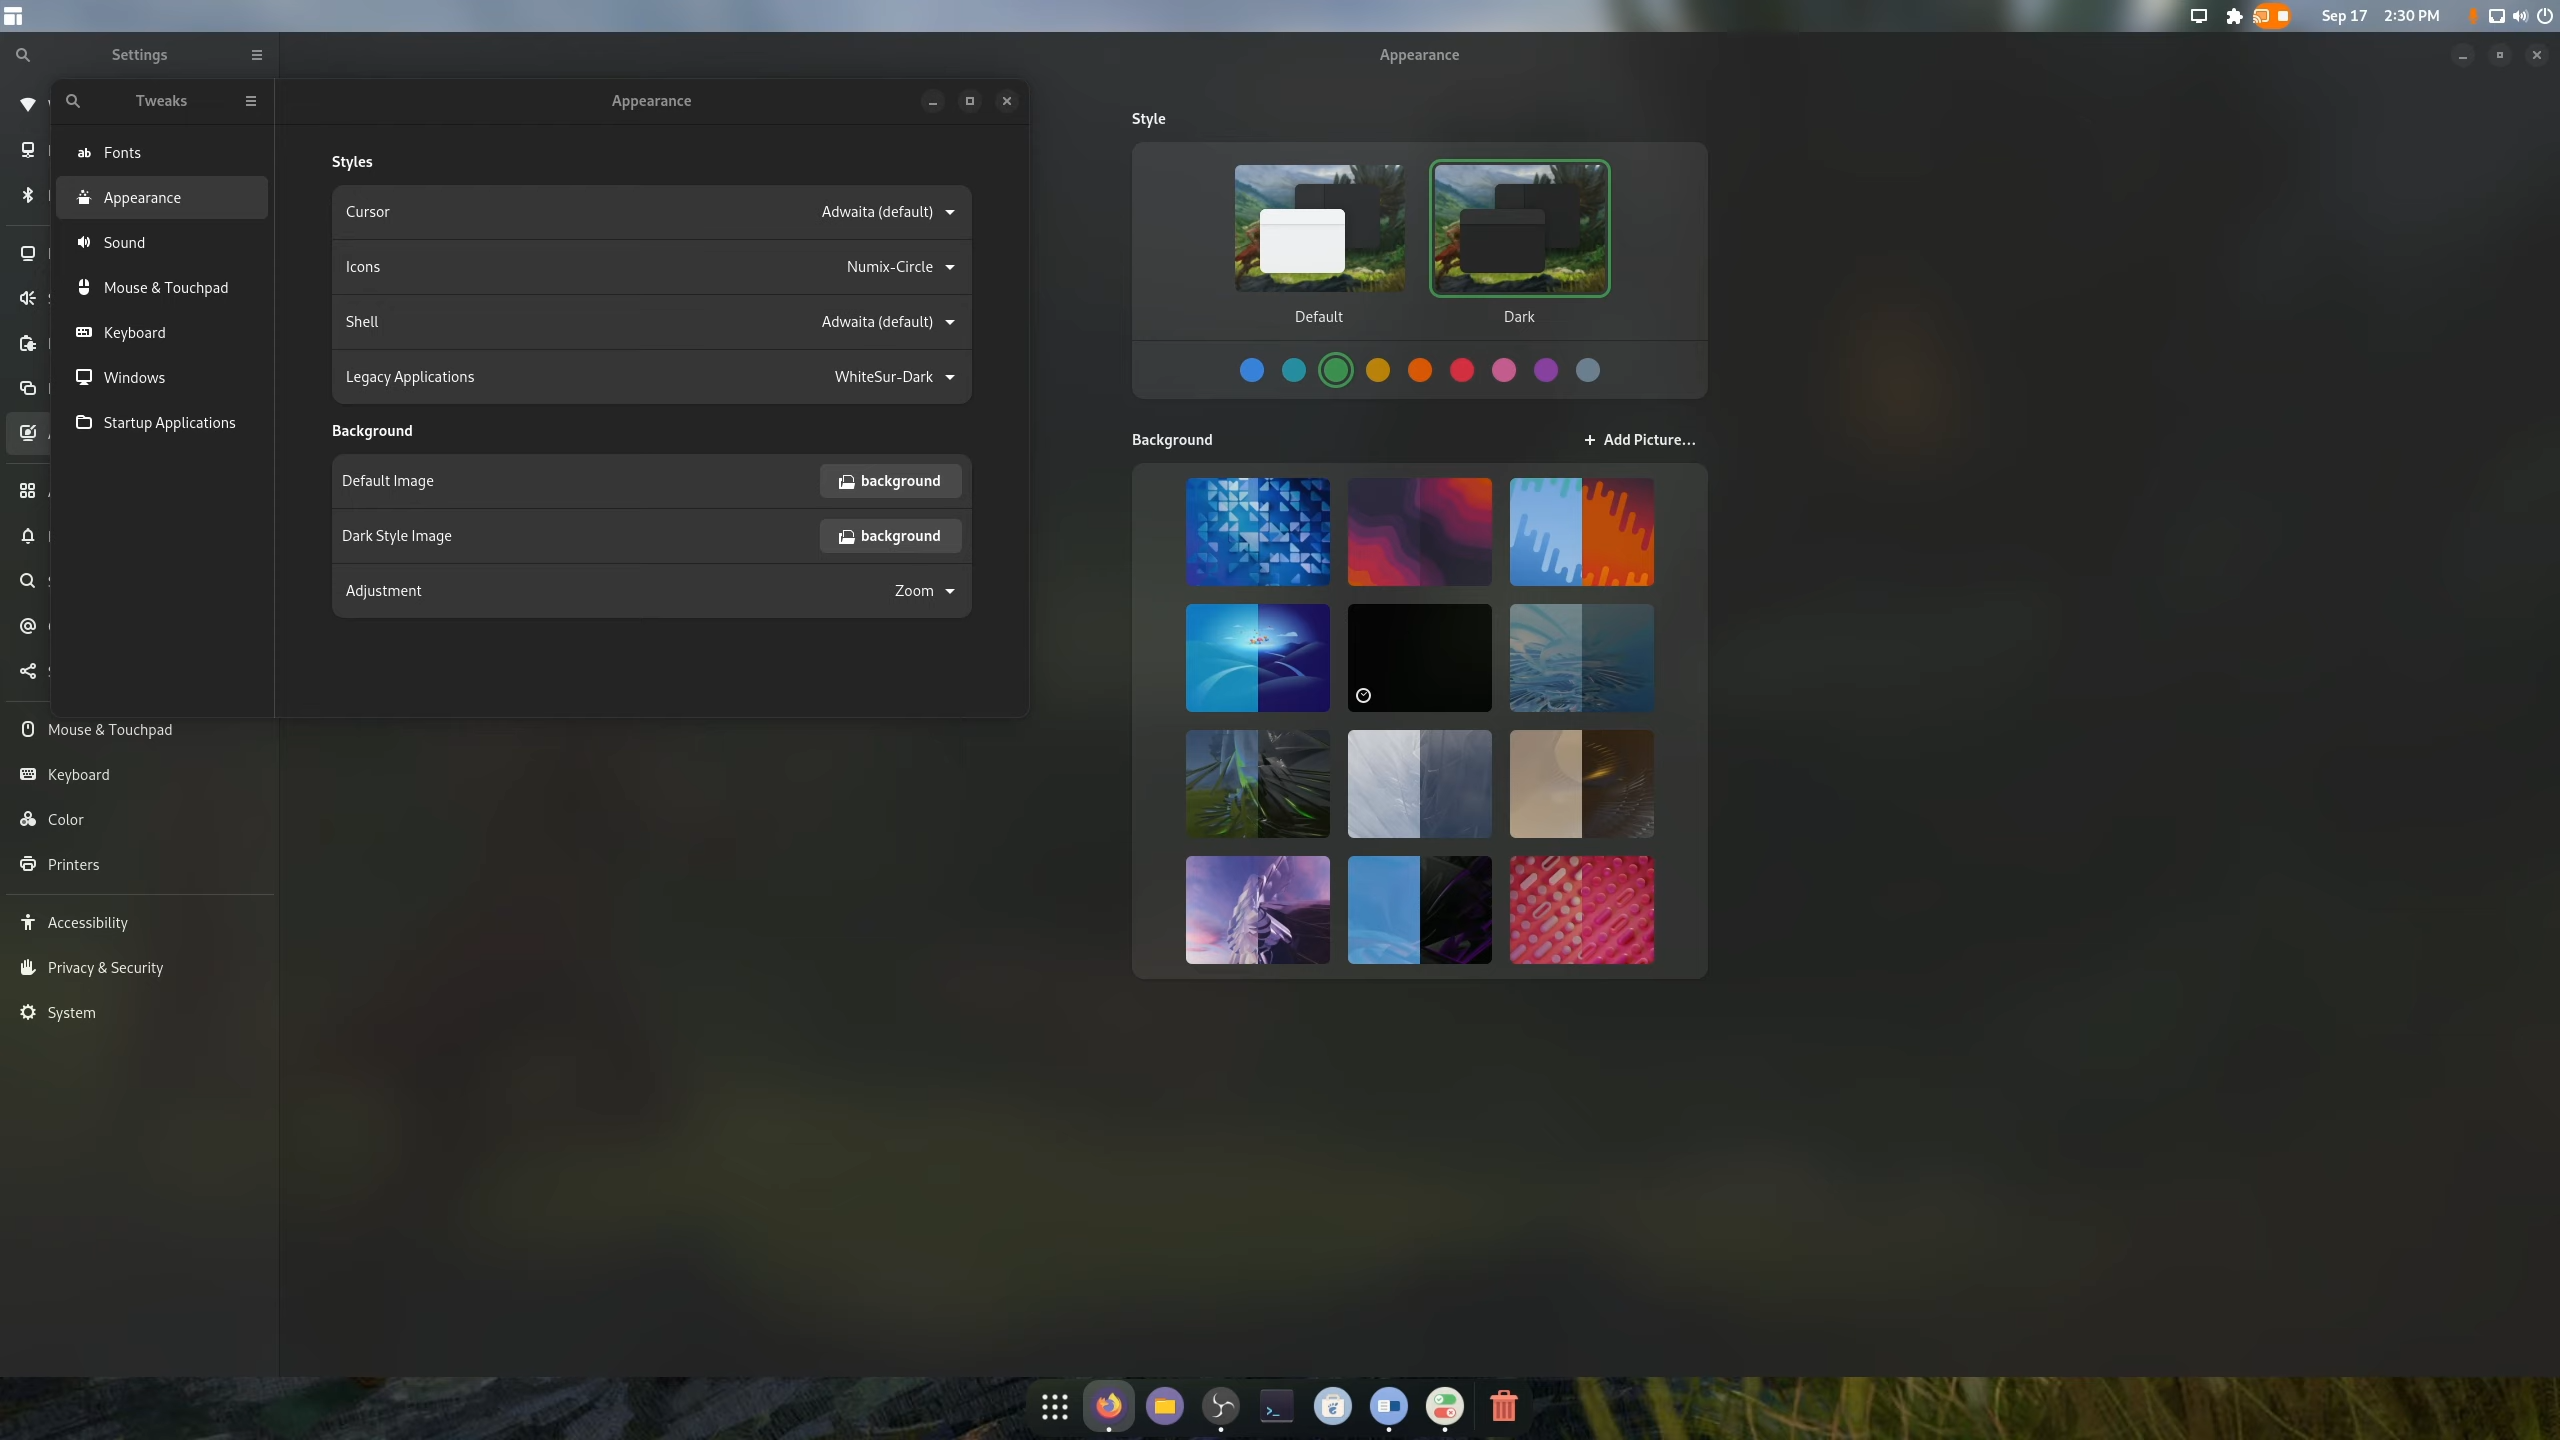 Sep 17 2:30 PM
Settings
Appearance
Tweaks
Appearance
Fonts
Appearance
Sound
Mouse & Touchpad
Keyboard
Windows
Startup Applications
Styles
Cursor Adwaita (default)
Icons Numix-Circle
Shell Adwaita (default)
Legacy Applications WhiteSur-Dark
Background
Default Image background
Dark Style Image background
Adjustment Zoom
Mouse & Touchpad
Keyboard
Color
Printers
Accessibility
Privacy & Security
System
Style
Default Dark
Background + Add Picture...